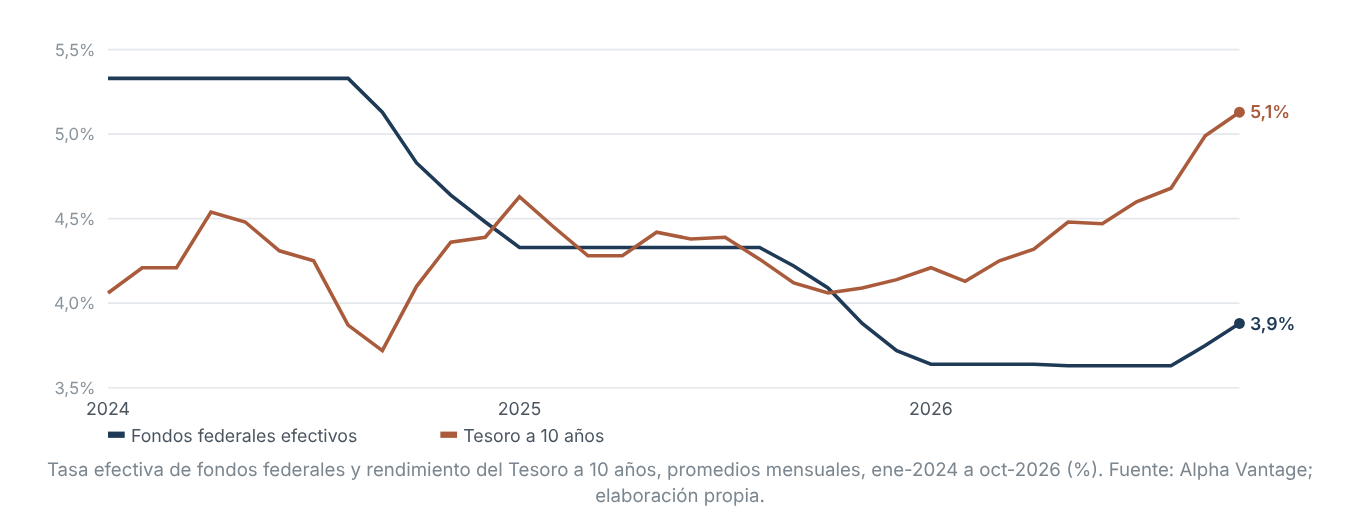 5,5%
5,0%
4,5%
4,0%
3,5%
5,1%
3,9%
2024 2025 2026
Fondos federales efectivos Tesoro a 10 años
Tasa efectiva de fondos federales y rendimiento del Tesoro a 10 años, promedios mensuales, ene-2024 a oct-2026 (%). Fuente: Alpha Vantage;
elaboración propia.